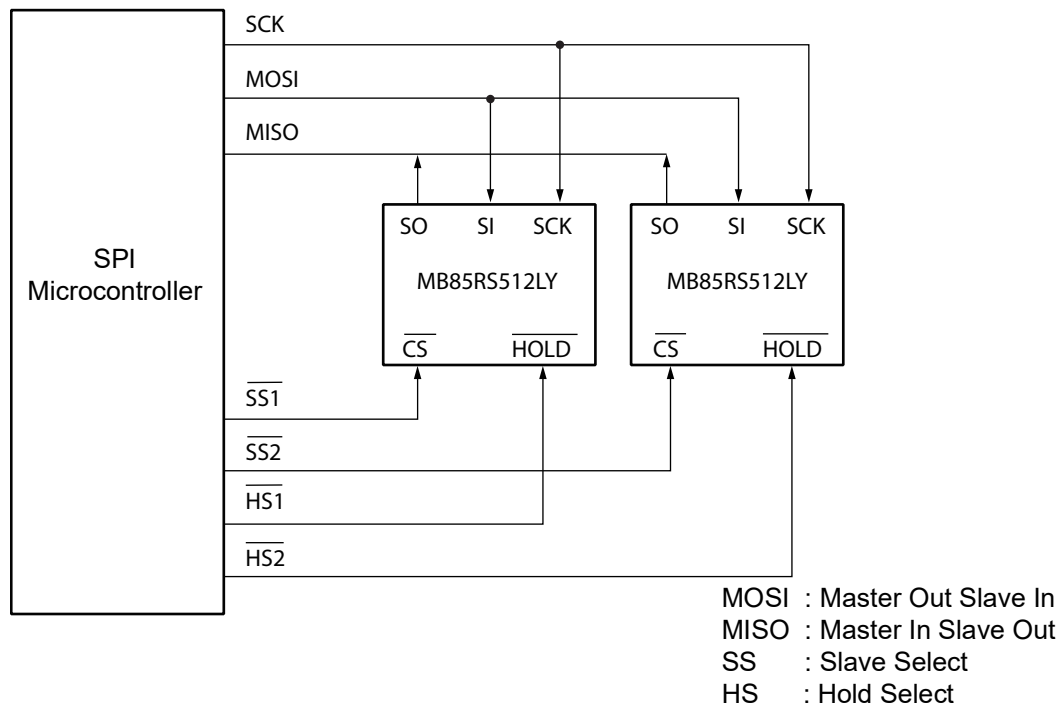 SCK
MOSI
MISO
SPI
Microcontroller
SO SI SCK
MB85RS512LY
CS HOLD
SO SI SCK
MB85RS512LY
CS HOLD
SS1
SS2
HS1
HS2
MOSI : Master Out Slave In
MISO : Master In Slave Out
SS : Slave Select
HS : Hold Select